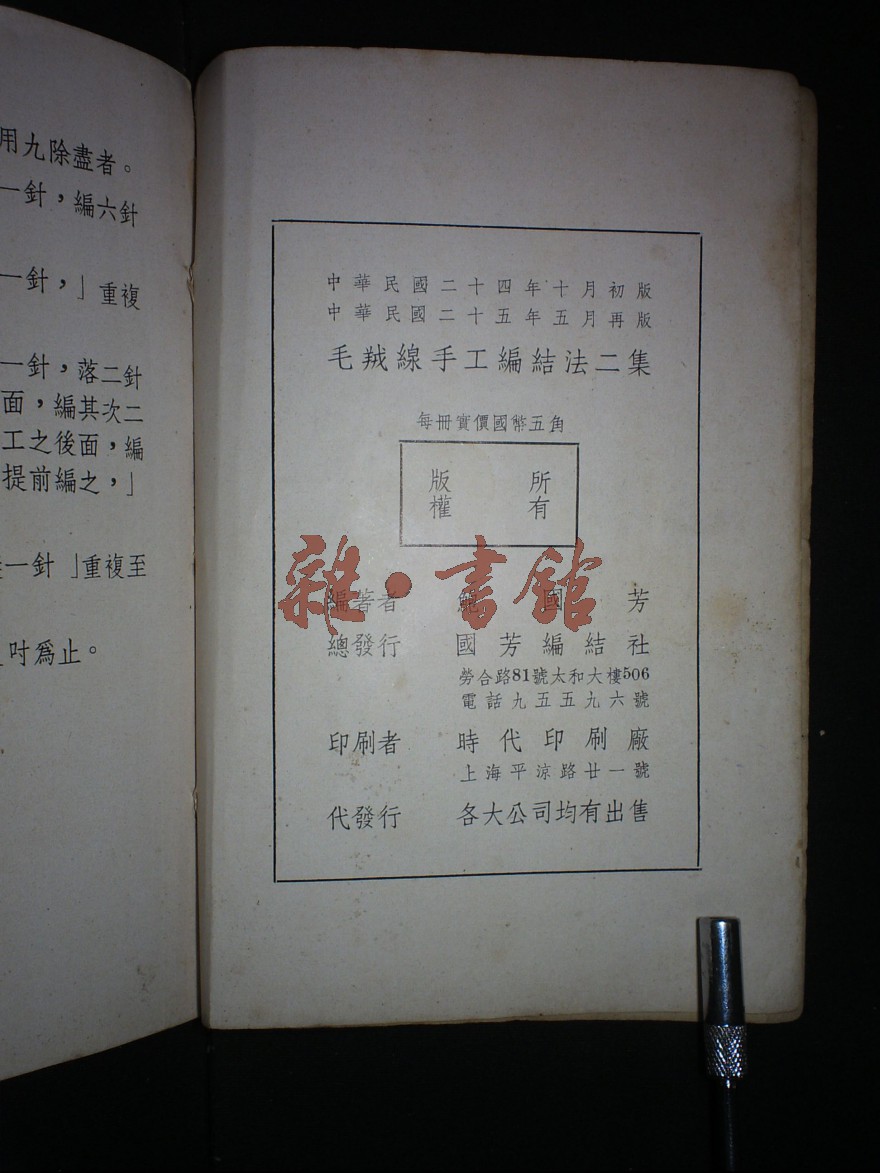 用九除盡者。
一針，編六針
一針，」重複
一針，落二針
面，編其次二
工之後面，編
提前編之，」
一針」重複至
吋爲止。
中華民國二十四年十月初版
中華民國二十五年五月再版
毛羢線手工編結法二集
每冊實價國幣五角
版權所有
編著者 國芳
總發行 國芳編結社
勞合路81號太和大樓506
電話九五五九六號
印刷者 時代印刷廠
上海平涼路廿一號
代發行 各大公司均有出售
雜·書館